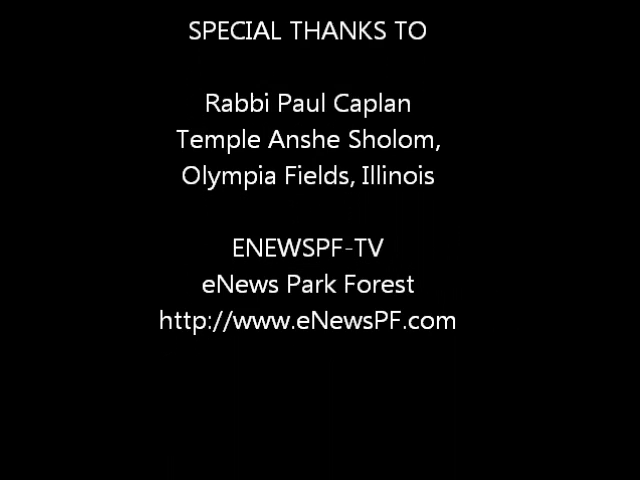 SPECIAL THANKS TO
Rabbi Paul Caplan
Temple Anshe Sholom,
Olympia Fields, Illinois
ENEWSPF-TV
eNews Park Forest
http://www.eNewsPF.com